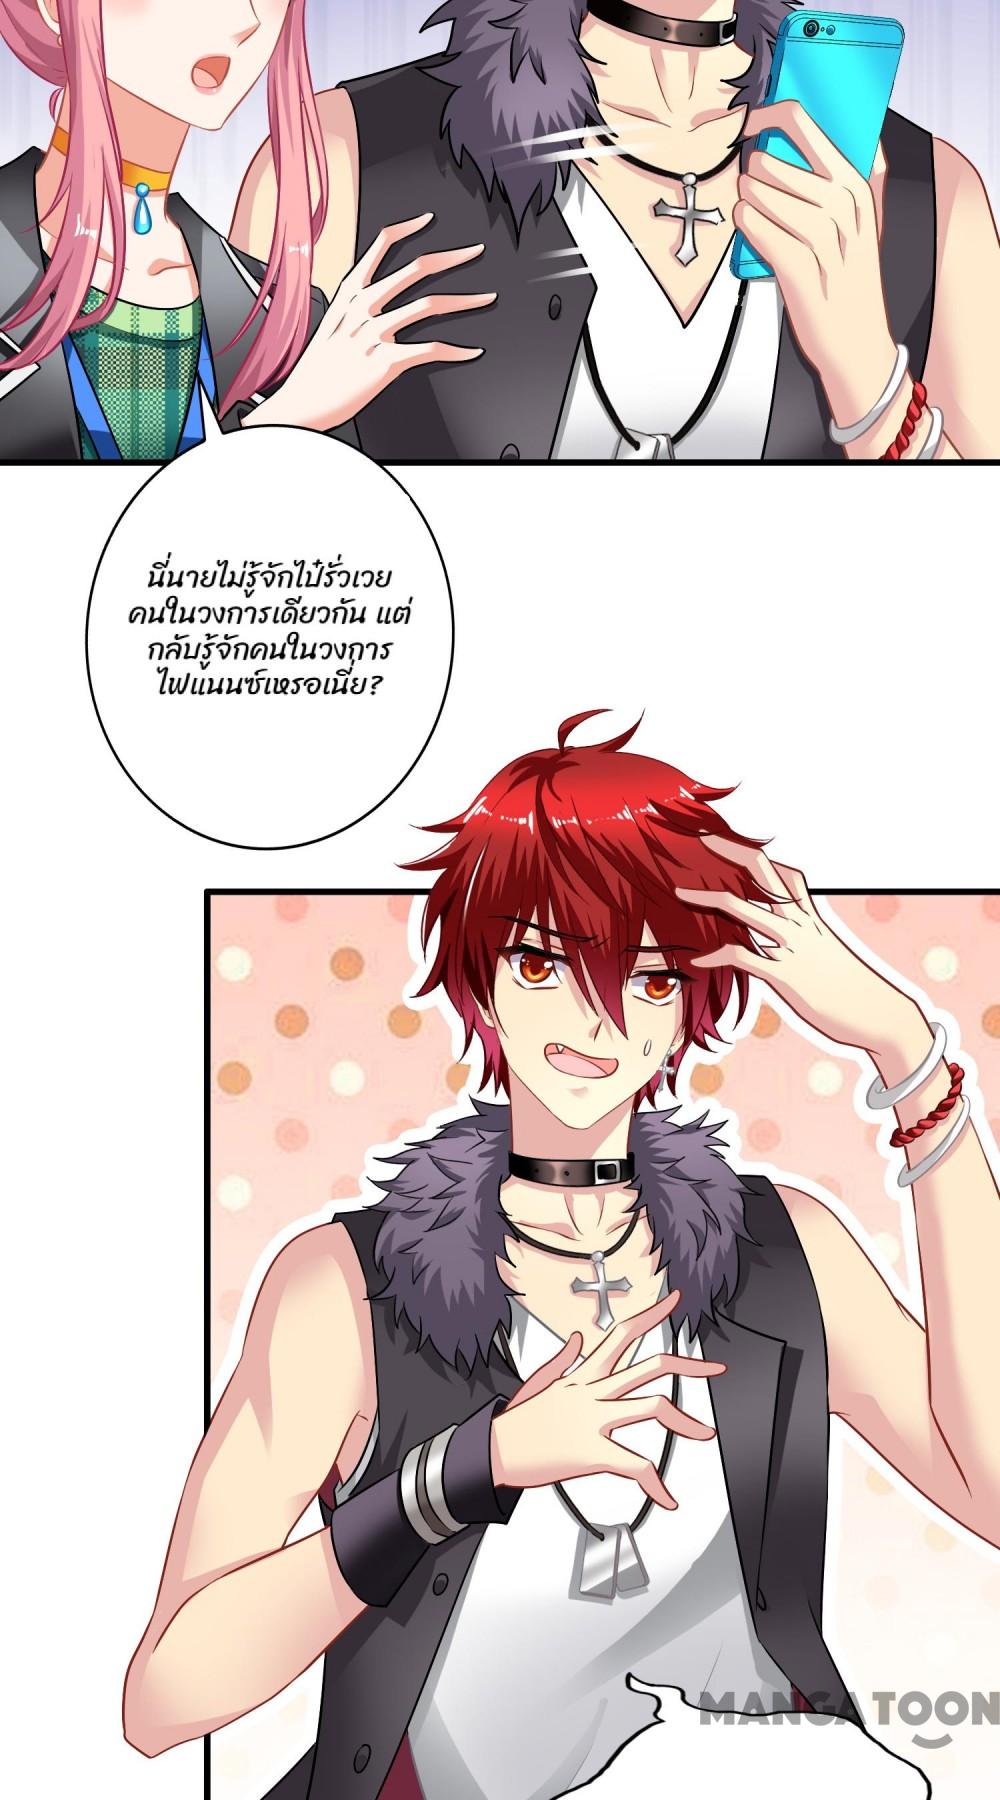 นี่นายไม่รู้จักไป๋รั่วเวย
คนในวงการเดียวกัน แต่
กลับรู้จักคนในวงการ
ไฟแนนซ์เหรอเนี่ย?
MANGA TOON